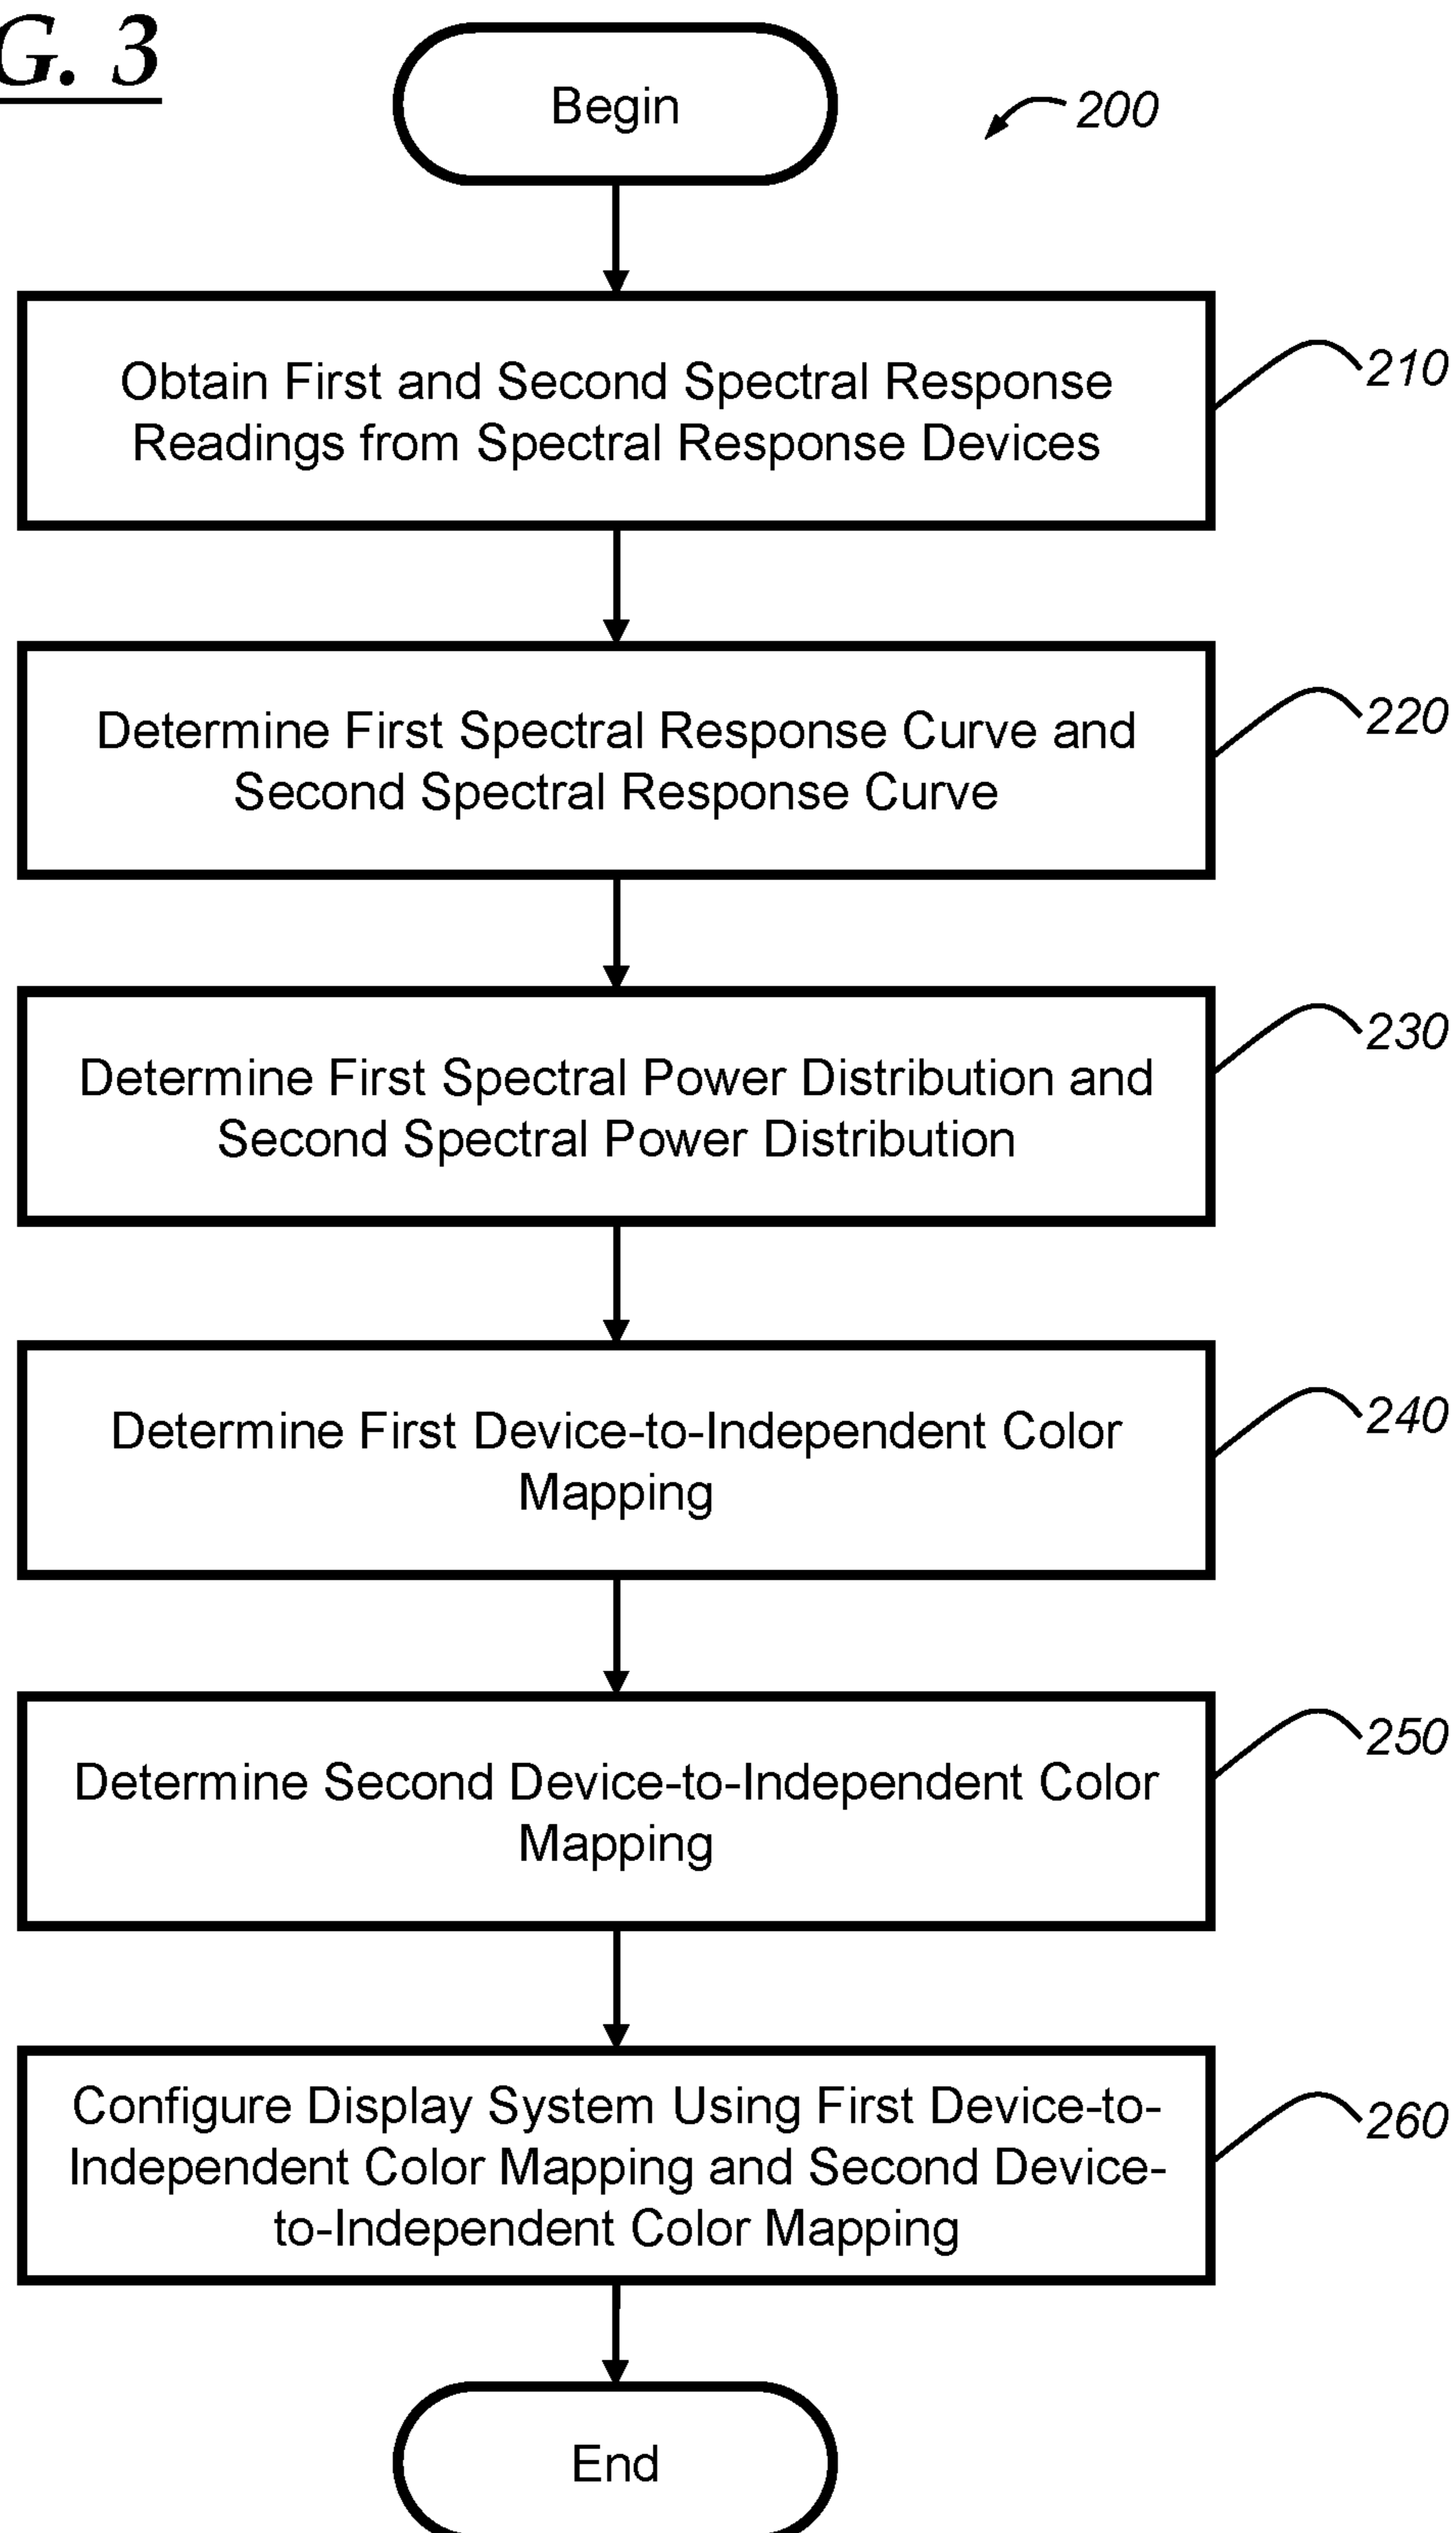 G. 3
Begin
200
Obtain First and Second Spectral Response
Readings from Spectral Response Devices
210
Determine First Spectral Response Curve and
Second Spectral Response Curve
220
Determine First Spectral Power Distribution and
Second Spectral Power Distribution
230
Determine First Device-to-Independent Color
Mapping
240
Determine Second Device-to-Independent Color
Mapping
250
Configure Display System Using First Device-to-
Independent Color Mapping and Second Device-
to-Independent Color Mapping
260
End